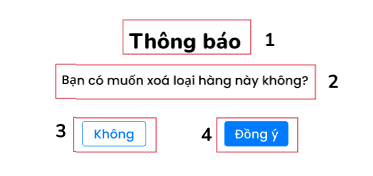 Thông báo 1
Bạn có muốn xoá loại hàng này không? 2
3 Không 4 Đồng ý